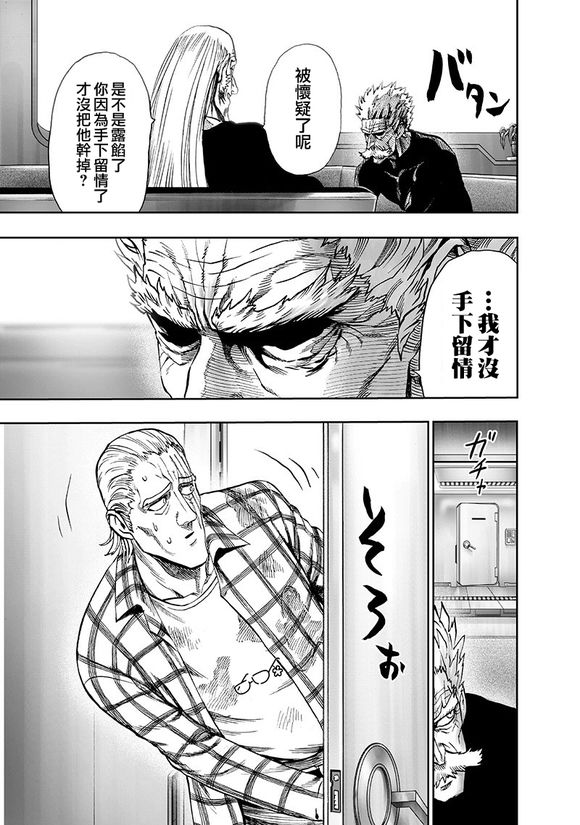 バタン
被懷疑了呢
是不是露餡了
你因為手下留情了
才沒把他幹掉？
…我才沒
手下留情
ガチャ
そろぉ